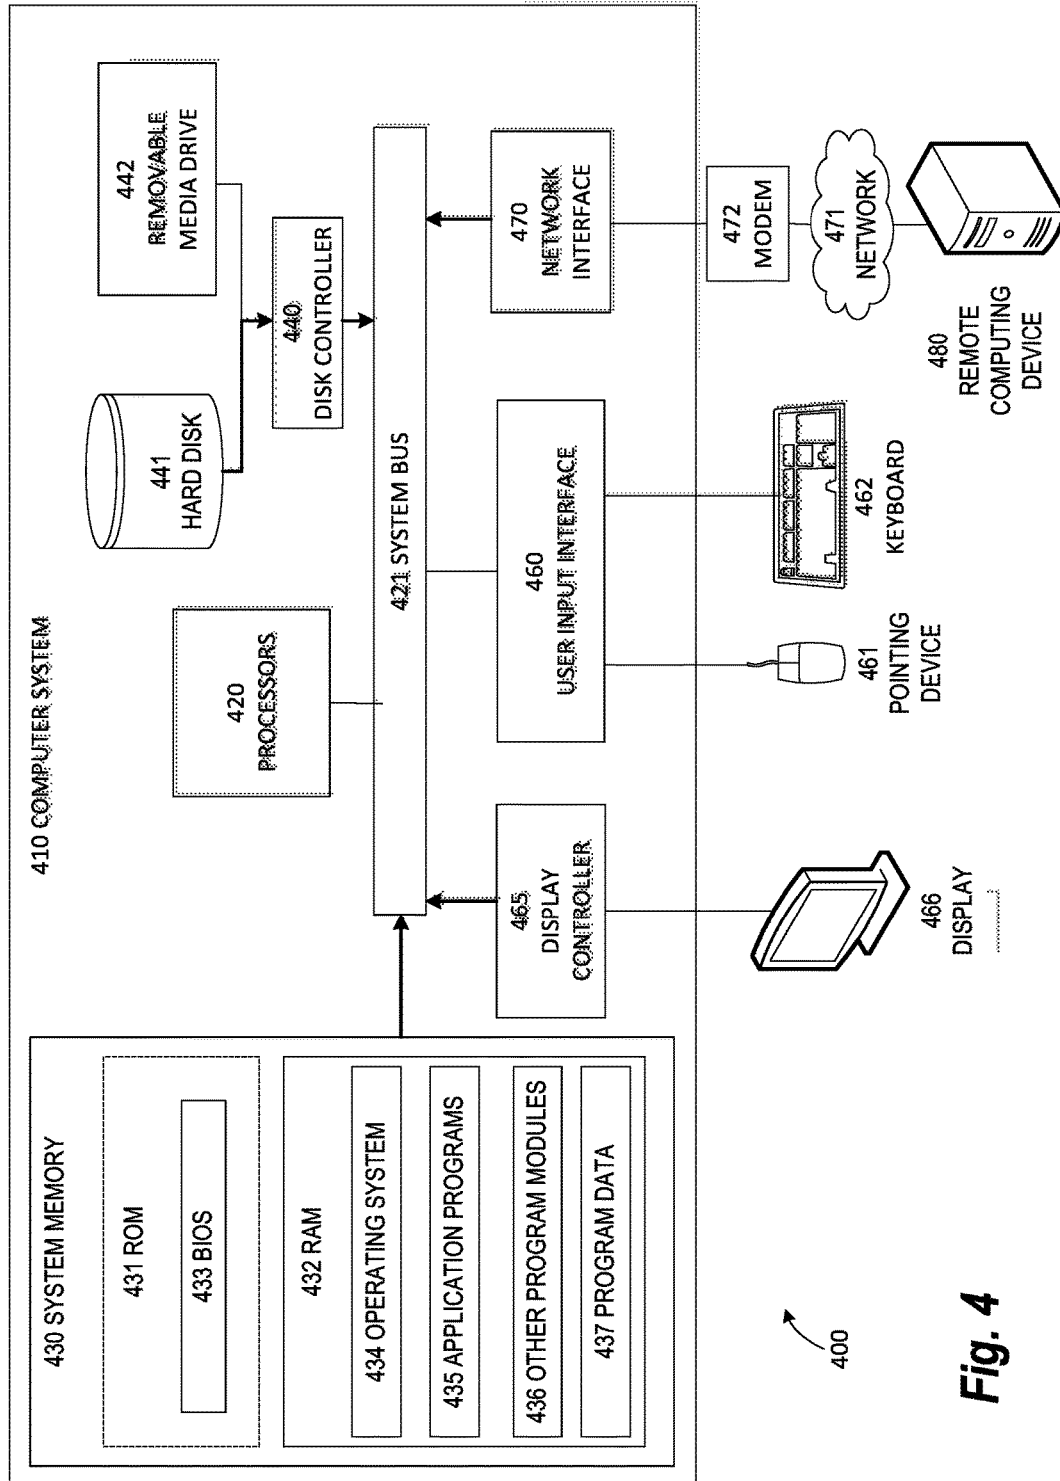 410 COMPUTER SYSTEM
430 SYSTEM MEMORY
431 ROM
433 BIOS
432 RAM
434 OPERATING SYSTEM
435 APPLICATION PROGRAMS
436 OTHER PROGRAM MODULES
437 PROGRAM DATA
420
PROCESSORS
441
HARD DISK
442
REMOVABLE
MEDIA DRIVE
440
DISK CONTROLLER
421 SYSTEM BUS
465
DISPLAY
CONTROLLER
460
USER INPUT INTERFACE
470
NETWORK
INTERFACE
472
MODEM
471
NETWORK
466
DISPLAY
461
POINTING
DEVICE
462
KEYBOARD
480
REMOTE
COMPUTING
DEVICE
400
Fig. 4